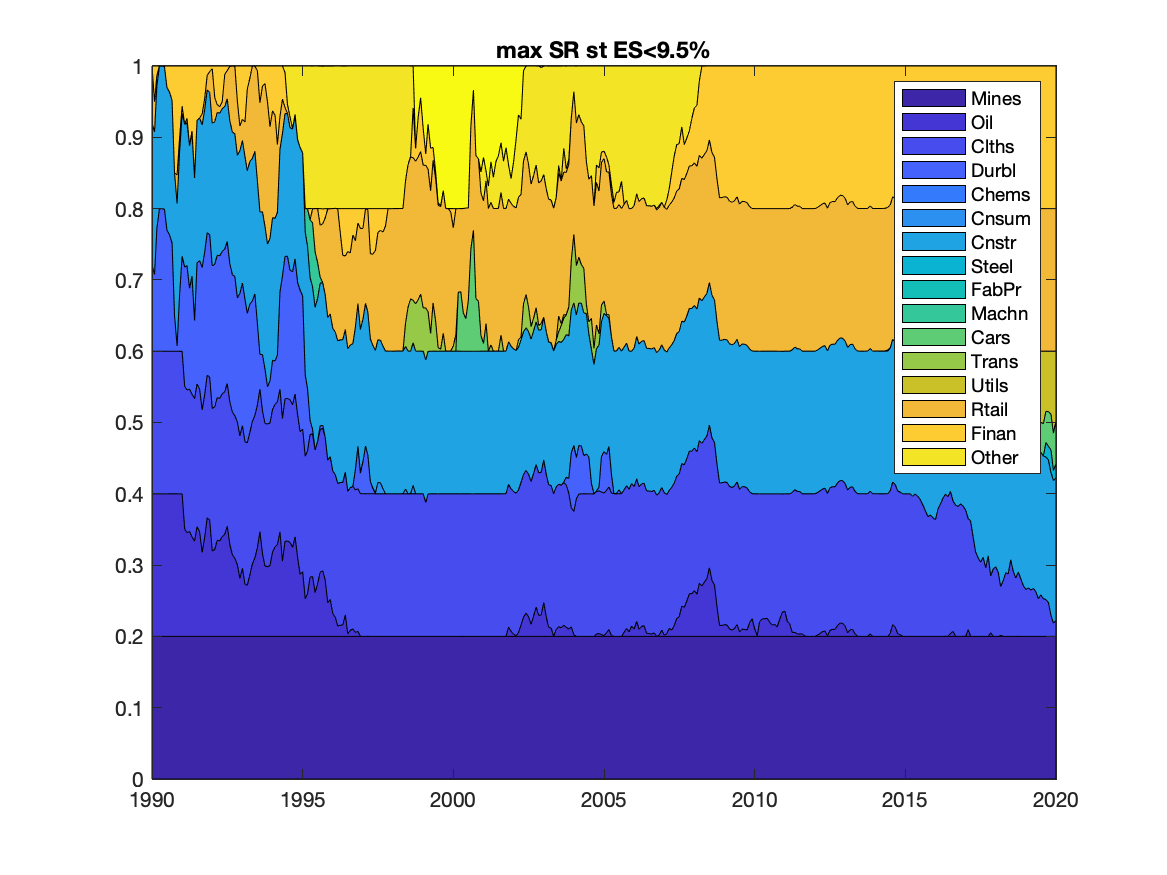 max SR st ES<9.5%
1
0.9
0.8
0.7
0.6
0.5
0.4
0.3
0.2
0.1
0
1990
1995
2000
2005
2010
2015
2020
Mines
Oil
Clths
Durbl
Chems
Cnsum
Cnstr
Steel
FabPr
Machn
Cars
Trans
Utils
Rtail
Finan
Other